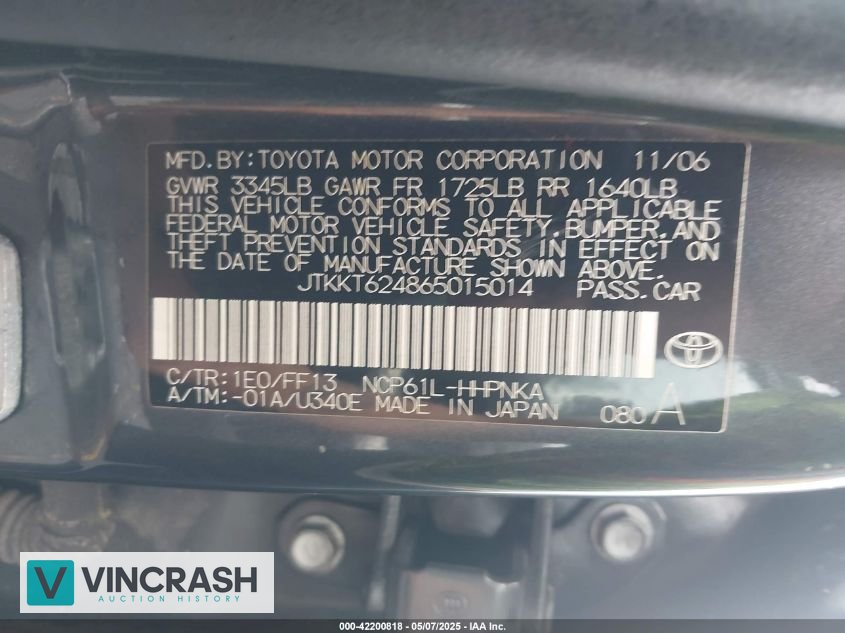 MFD. BY: TOYOTA MOTOR CORPORATION 11/06
GVWR 3345LB GAWR FR 1725LB RR 1640LB
THIS VEHICLE CONFORMS TO ALL APPLICABLE
FEDERAL MOTOR VEHICLE SAFETY, BUMPER, AND
THEFT PREVENTION STANDARDS IN EFFECT ON
THE DATE OF MANUFACTURE SHOWN ABOVE.
JTKKT624865015014 PASS. CAR
C/TR: 1E0/FF13 NCP61L-HHPNKA
A/TM: -01A/U340E MADE IN JAPAN 080 A
VINCRASH
AUCTION HISTORY
000-42200818 - 05/07/2025 - IAA Inc.